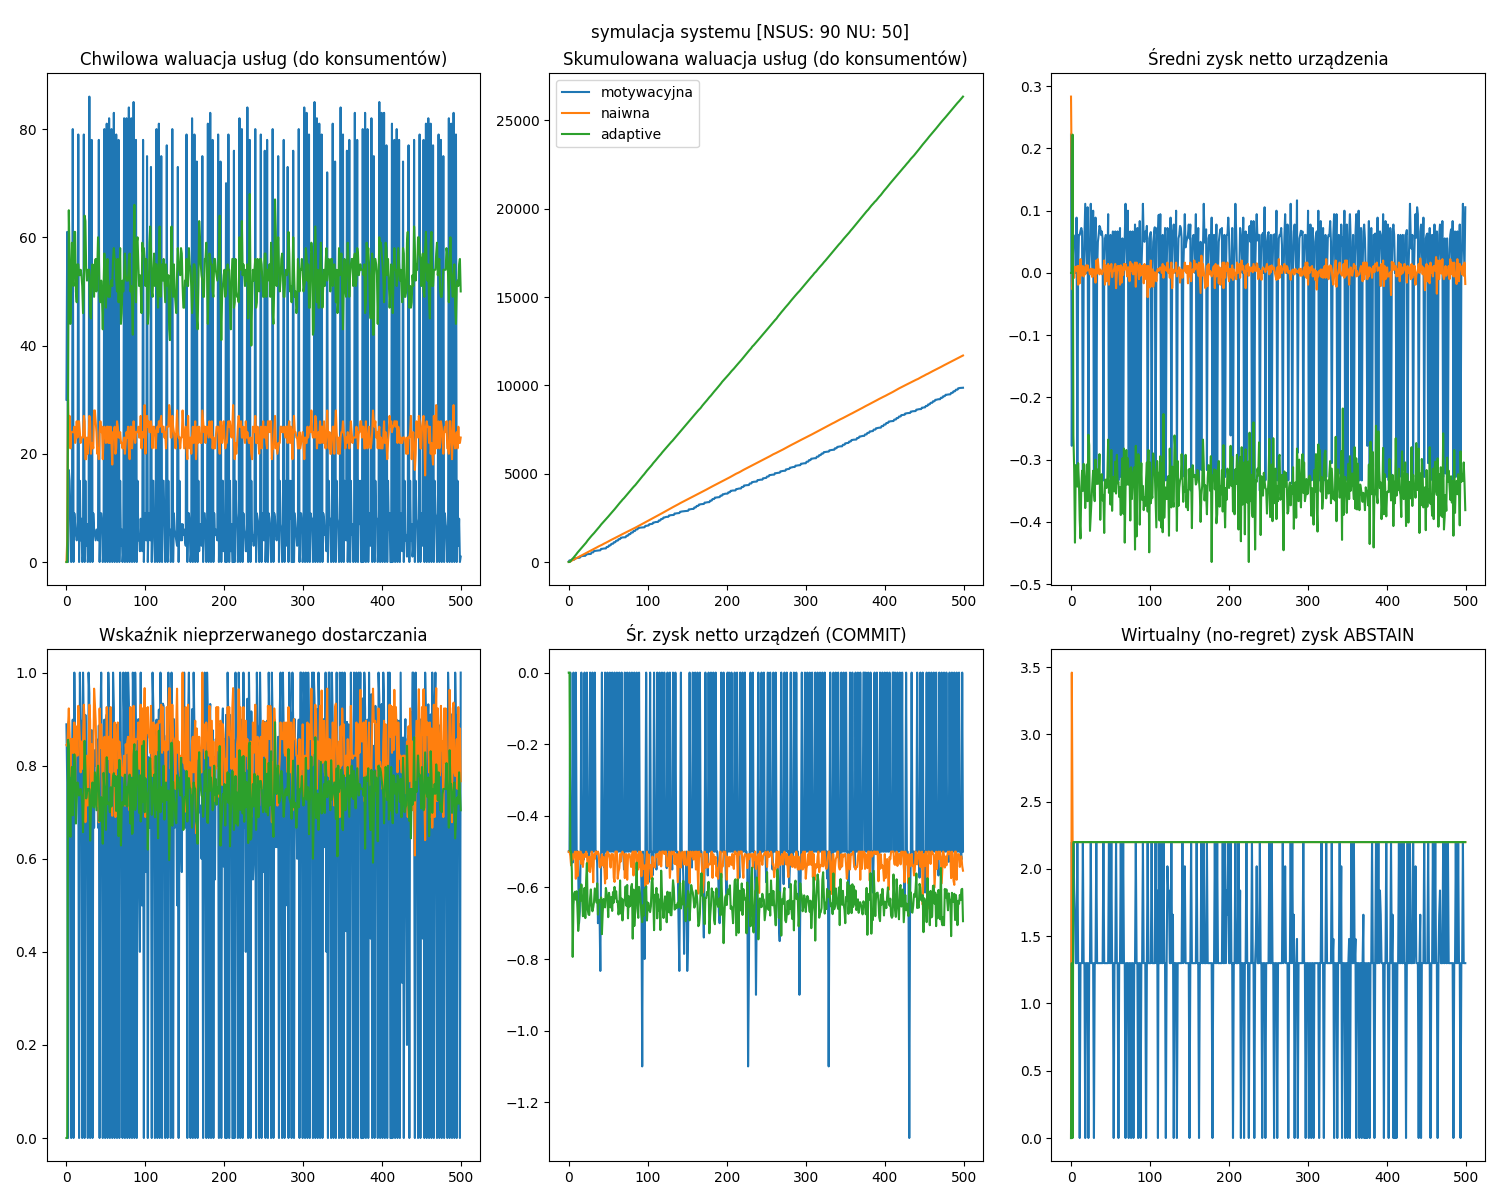 symulacja systemu [NSUS: 90 NU: 50]
Chwilowa waluacja usług (do konsumentów)
80
60
40
20
0
0 100 200 300 400 500
Skumulowana waluacja usług (do konsumentów)
motywacyjna
naiwna
adaptive
25000
20000
15000
10000
5000
0
0 100 200 300 400 500
Średni zysk netto urządzenia
0.3
0.2
0.1
0.0
−0.1
−0.2
−0.3
−0.4
−0.5
0 100 200 300 400 500
Wskaźnik nieprzerwanego dostarczania
1.0
0.8
0.6
0.4
0.2
0.0
0 100 200 300 400 500
Śr. zysk netto urządzeń (COMMIT)
0.0
−0.2
−0.4
−0.6
−0.8
−1.0
−1.2
0 100 200 300 400 500
Wirtualny (no-regret) zysk ABSTAIN
3.5
3.0
2.5
2.0
1.5
1.0
0.5
0.0
0 100 200 300 400 500